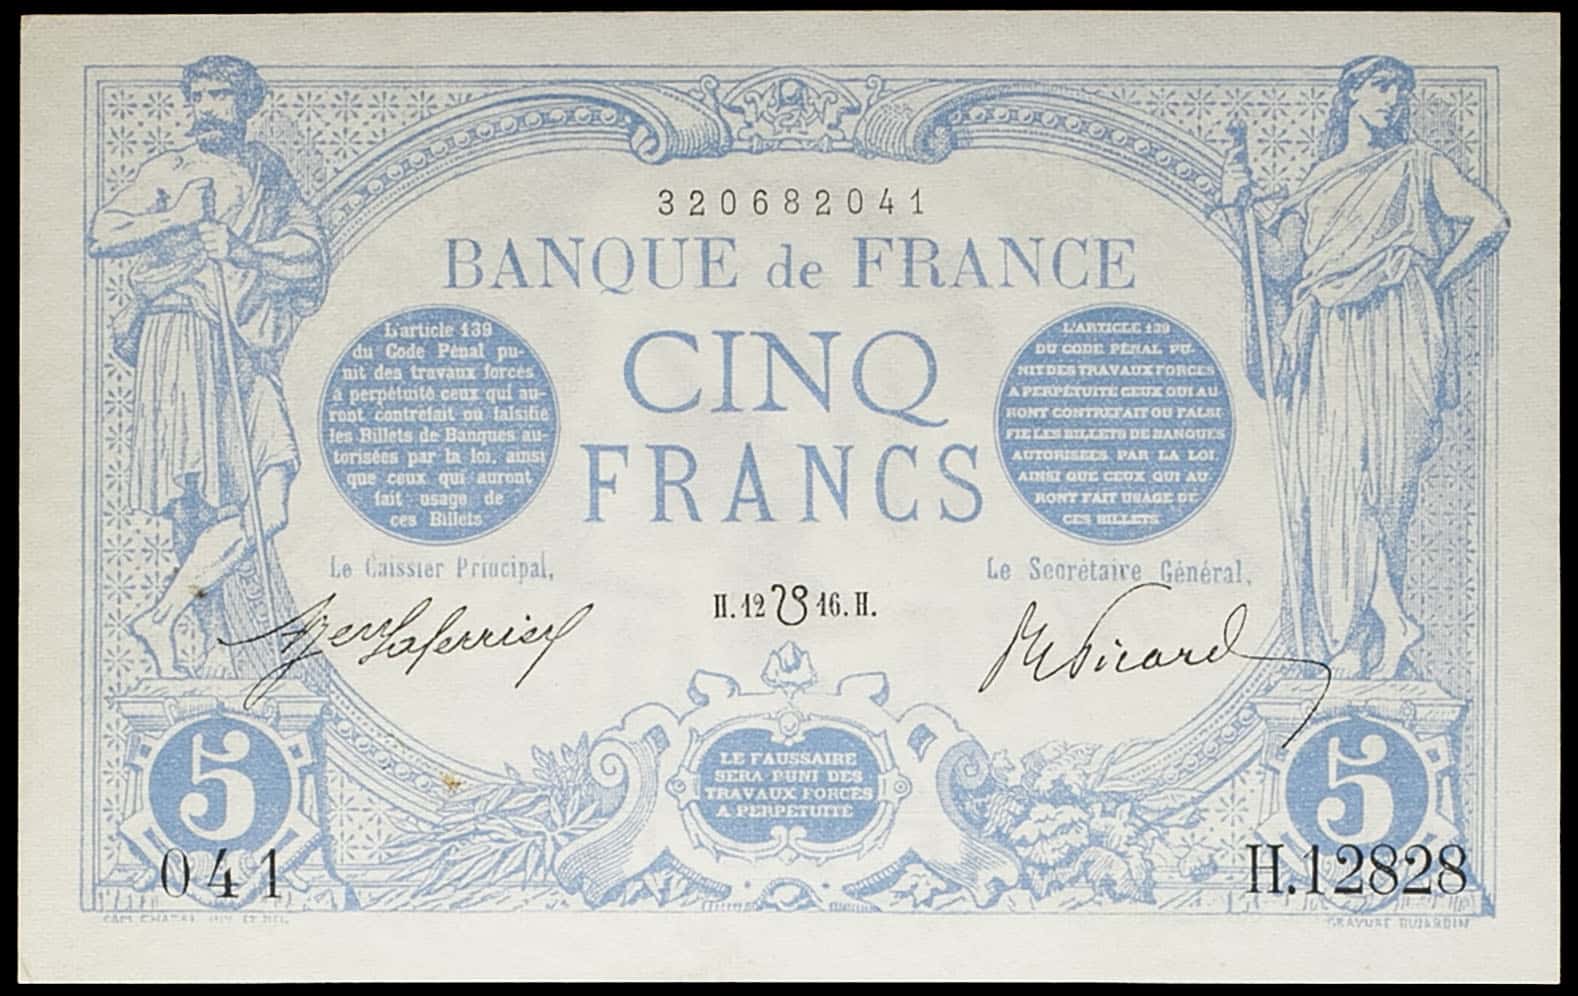 320682041
BANQUE de FRANCE
CINQ
FRANCS
L'article 139
du Code Pénal pu-
nit des travaux forcés
a perpétuité ceux qui au-
ront contrefait ou falsifié
les Billets de Banques au-
torisées par la loi, ainsi
que ceux qui auront
fait usage de
ces Billets
L'ARTICLE 139
DU CODE PÉNAL PU-
NIT DES TRAVAUX FORCÉS
A PERPÉTUITÉ CEUX QUI AU
RONT CONTREFAIT OU FALSI
FIÉ LES BILLETS DE BANQUES
AUTORISÉES PAR LA LOI
AINSI QUE CEUX QUI AU
RONT FAIT USAGE DE
CES BILLETS
Le Caissier Principal,
Le Secrétaire Général,
H.12 16.H.
Picard
LE FAUSSAIRE
SERA PUNI DES
TRAVAUX FORCÉS
A PERPETUITÉ
5
5
041
H.12828
GRAVURE DUJARDIN